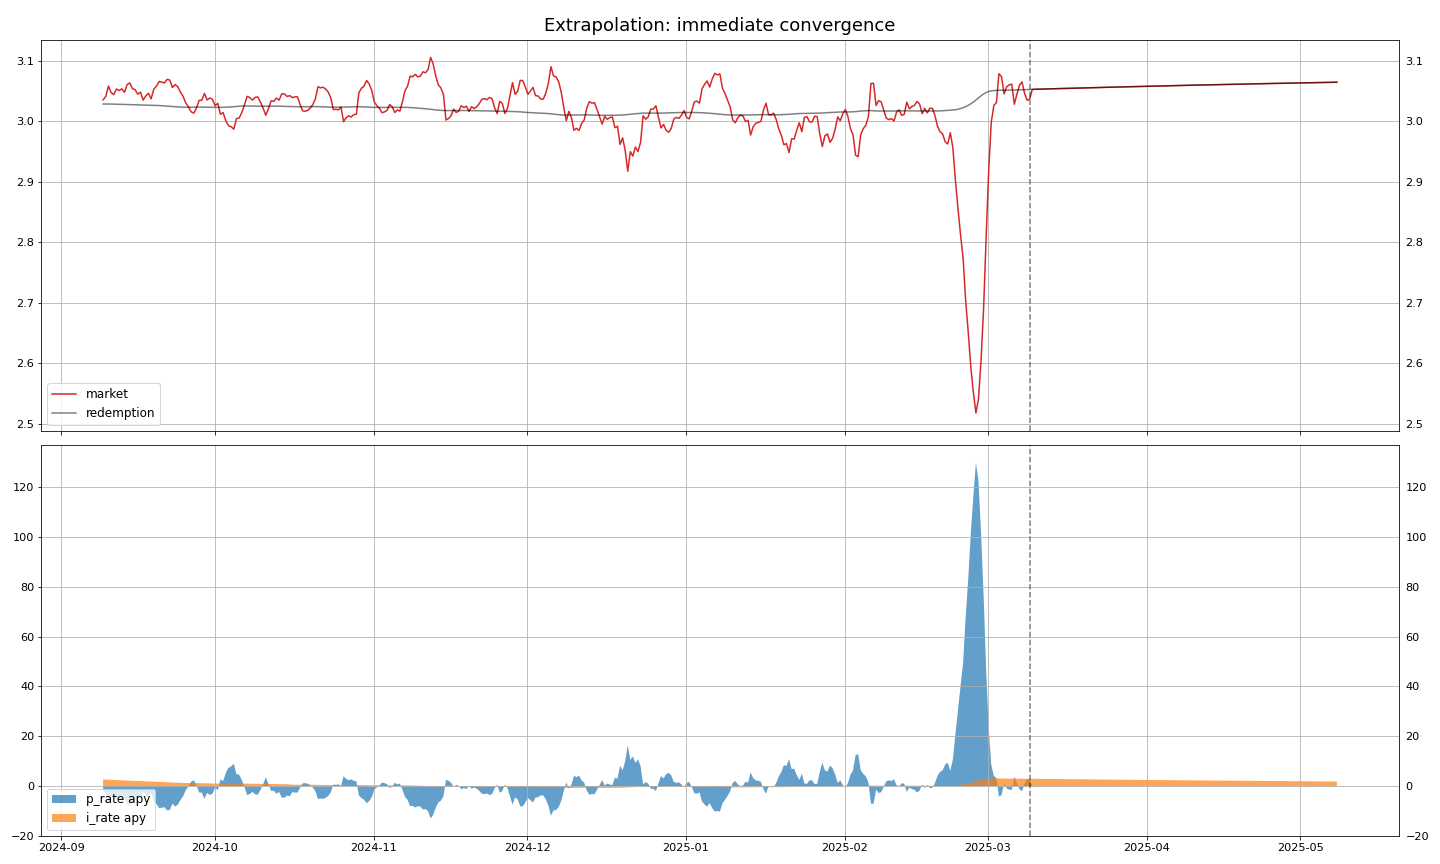 Extrapolation: immediate convergence
3.1 3.1
3.0 3.0
2.9 2.9
2.8 2.8
2.7 2.7
2.6 2.6
market
redemption
2.5 2.5
120 120
100 100
80 80
60 60
40 40
20 20
0 0
p_rate apy
i_rate apy
−20 −20
2024-09 2024-10 2024-11 2024-12 2025-01 2025-02 2025-03 2025-04 2025-05